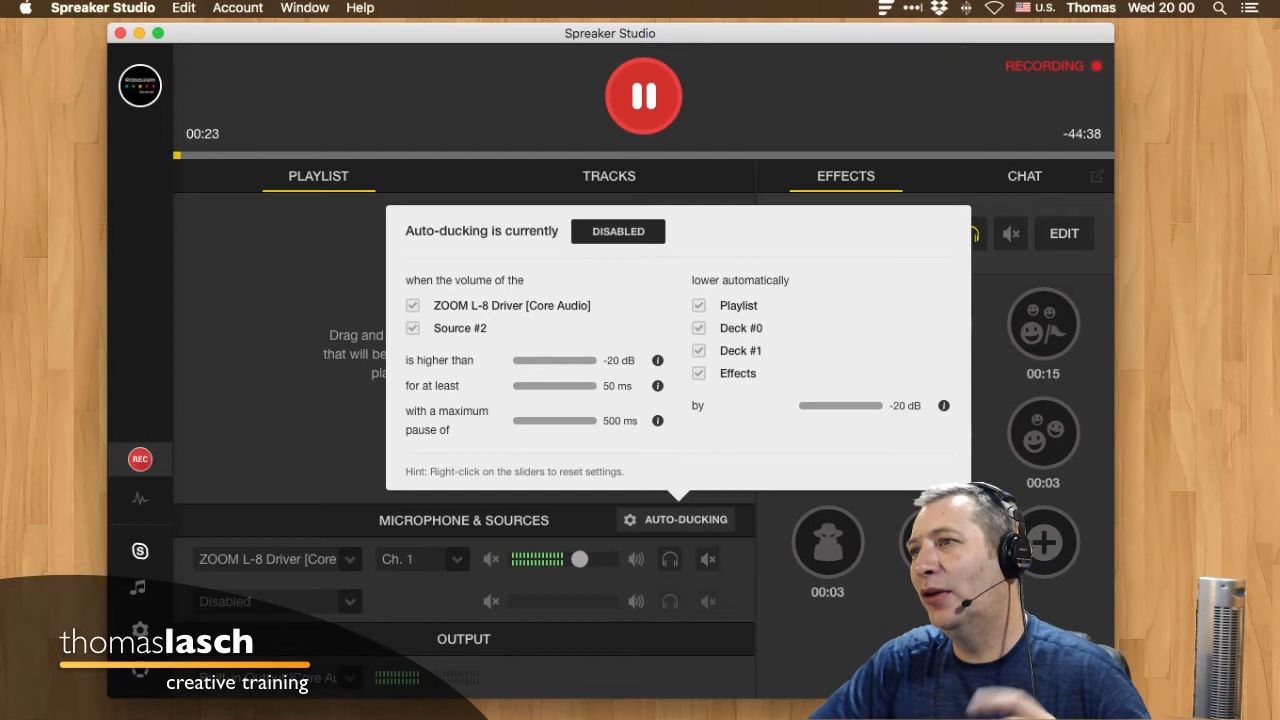 Spreaker Studio Edit Account Window Help U.S. Thomas Wed 20 00
Spreaker Studio
RECORDING
00:23
-44:38
PLAYLIST TRACKS EFFECTS CHAT
Auto-ducking is currently DISABLED
EDIT
when the volume of the
lower automatically
ZOOM L-8 Driver [Core Audio]
Playlist
Source #2
Deck #0
Drag and
that will be
is higher than -20 dB
Deck #1
for at least 50 ms
Effects
00:15
with a maximum
pause of 500 ms
by -20 dB
REC
Hint: Right-click on the sliders to reset settings.
00:03
MICROPHONE & SOURCES AUTO-DUCKING
ZOOM L-8 Driver [Core Ch. 1
Disabled
00:03
OUTPUT
thomaslasch
creative training